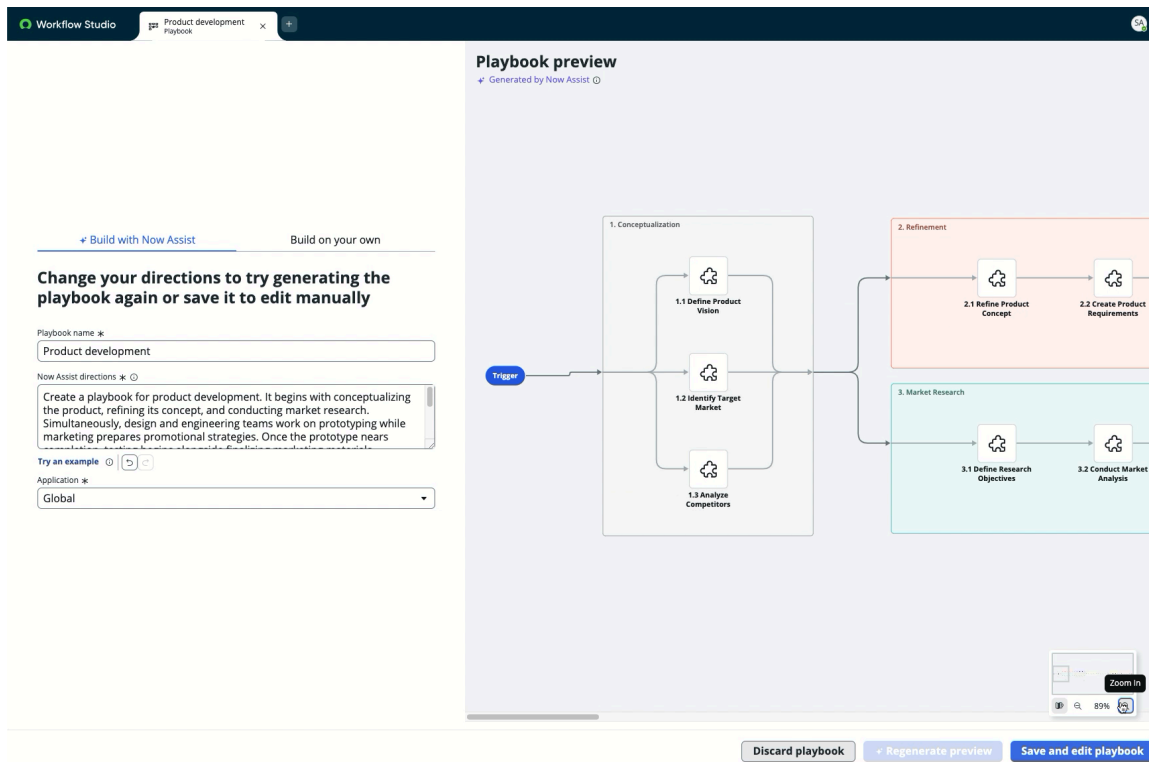 Workflow Studio
Product development
Playbook
SA
Playbook preview
Generated by Now Assist
Build with Now Assist
Build on your own
Change your directions to try generating the
playbook again or save it to edit manually
Playbook name *
Product development
Now Assist directions *
Create a playbook for product development. It begins with conceptualizing
the product, refining its concept, and conducting market research.
Simultaneously, design and engineering teams work on prototyping while
marketing prepares promotional strategies. Once the prototype nears
completion, testing begins alongside finalizing marketing materials.
Try an example
Application *
Global
Trigger
1. Conceptualization
1.1 Define Product
Vision
1.2 Identify Target
Market
1.3 Analyze
Competitors
2. Refinement
2.1 Refine Product
Concept
2.2 Create Product
Requirements
3. Market Research
3.1 Define Research
Objectives
3.2 Conduct Market
Analysis
Zoom In
89%
Discard playbook
Regenerate preview
Save and edit playbook